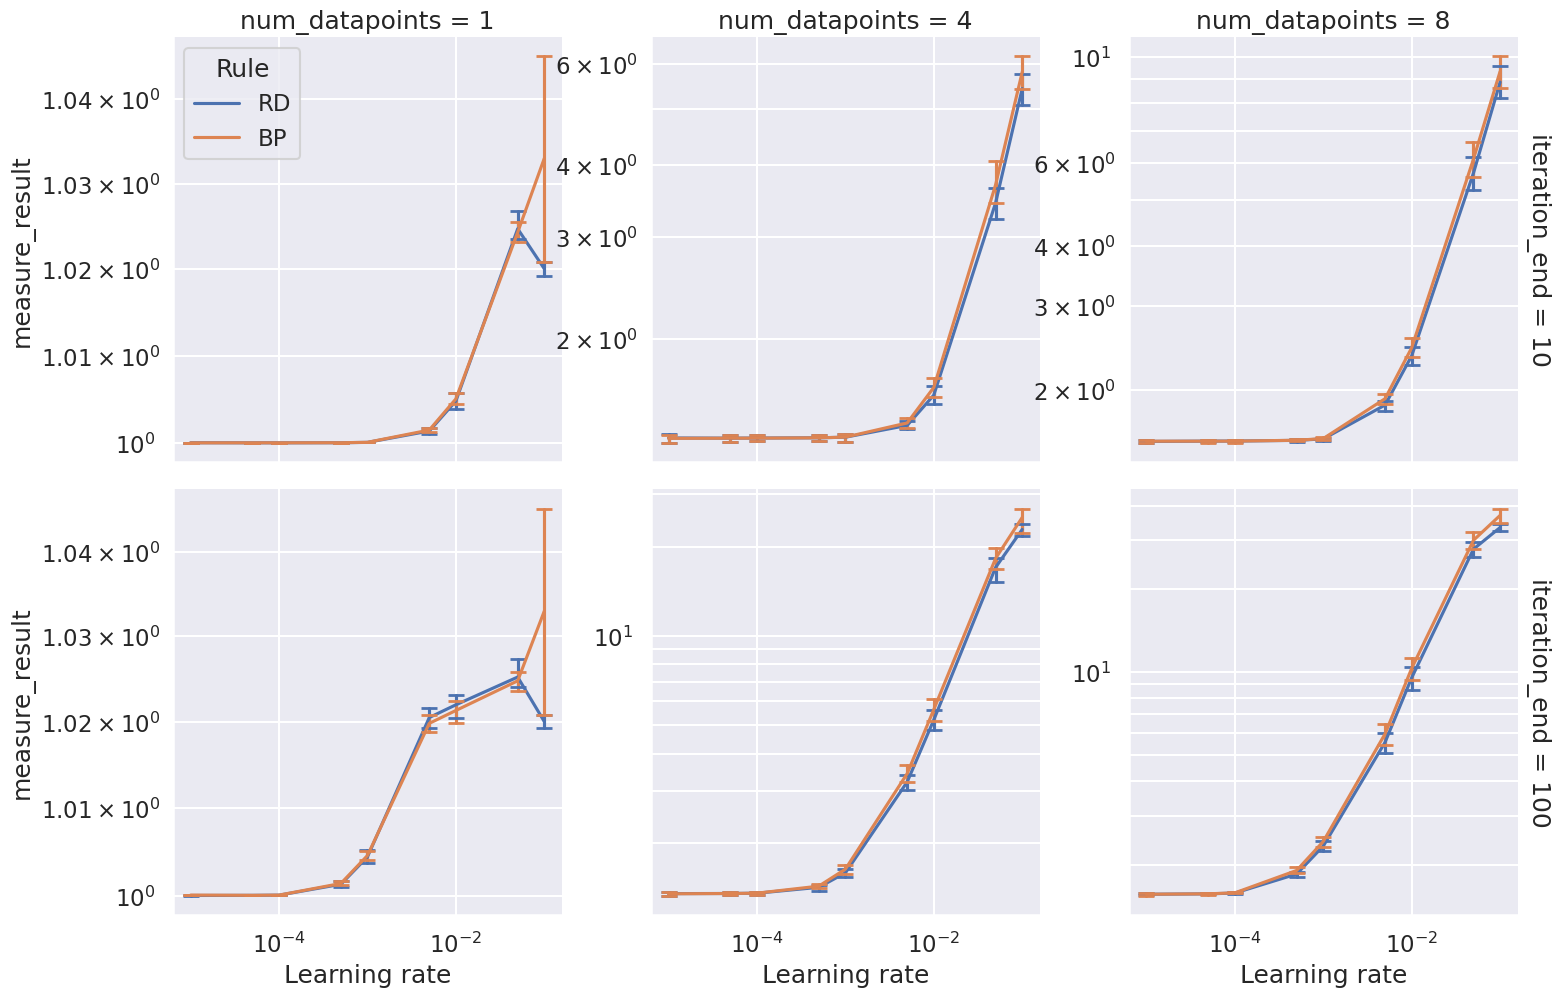 num_datapoints = 1
num_datapoints = 4
num_datapoints = 8
Rule
RD
BP
1.04 × 10⁰
1.03 × 10⁰
1.02 × 10⁰
1.01 × 10⁰
10⁰
measure_result
6 × 10⁰
4 × 10⁰
3 × 10⁰
2 × 10⁰
10¹
6 × 10⁰
4 × 10⁰
3 × 10⁰
2 × 10⁰
iteration_end = 10
1.04 × 10⁰
1.03 × 10⁰
1.02 × 10⁰
1.01 × 10⁰
10⁰
measure_result
10¹
10¹
iteration_end = 100
10⁻⁴
10⁻²
10⁻⁴
10⁻²
10⁻⁴
10⁻²
Learning rate
Learning rate
Learning rate